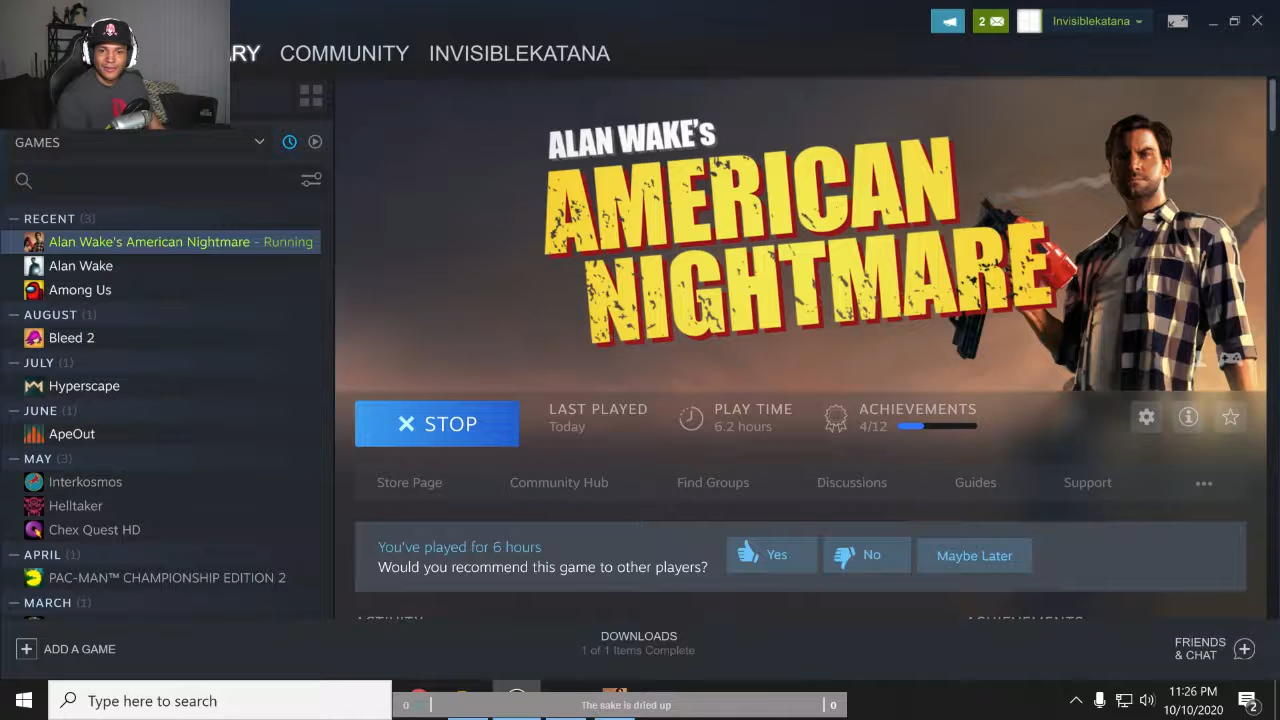 2
Invisiblekatana
RY
COMMUNITY
INVISIBLEKATANA
GAMES
— RECENT (3)
Alan Wake's American Nightmare - Running
Alan Wake
Among Us
— AUGUST (1)
Bleed 2
— JULY (1)
Hyperscape
— JUNE (1)
ApeOut
— MAY (3)
Interkosmos
Helltaker
Chex Quest HD
— APRIL (1)
PAC-MAN™ CHAMPIONSHIP EDITION 2
— MARCH (1)
ALAN WAKE'S
AMERICAN
NIGHTMARE
STOP
LAST PLAYED
Today
PLAY TIME
6.2 hours
ACHIEVEMENTS
4/12
Store Page
Community Hub
Find Groups
Discussions
Guides
Support
You've played for 6 hours
Would you recommend this game to other players?
Yes
No
Maybe Later
ACTIVITY
ACHIEVEMENTS
ADD A GAME
DOWNLOADS
1 of 1 Items Complete
FRIENDS
& CHAT
Type here to search
0
The sake is dried up
0
11:26 PM
10/10/2020
2